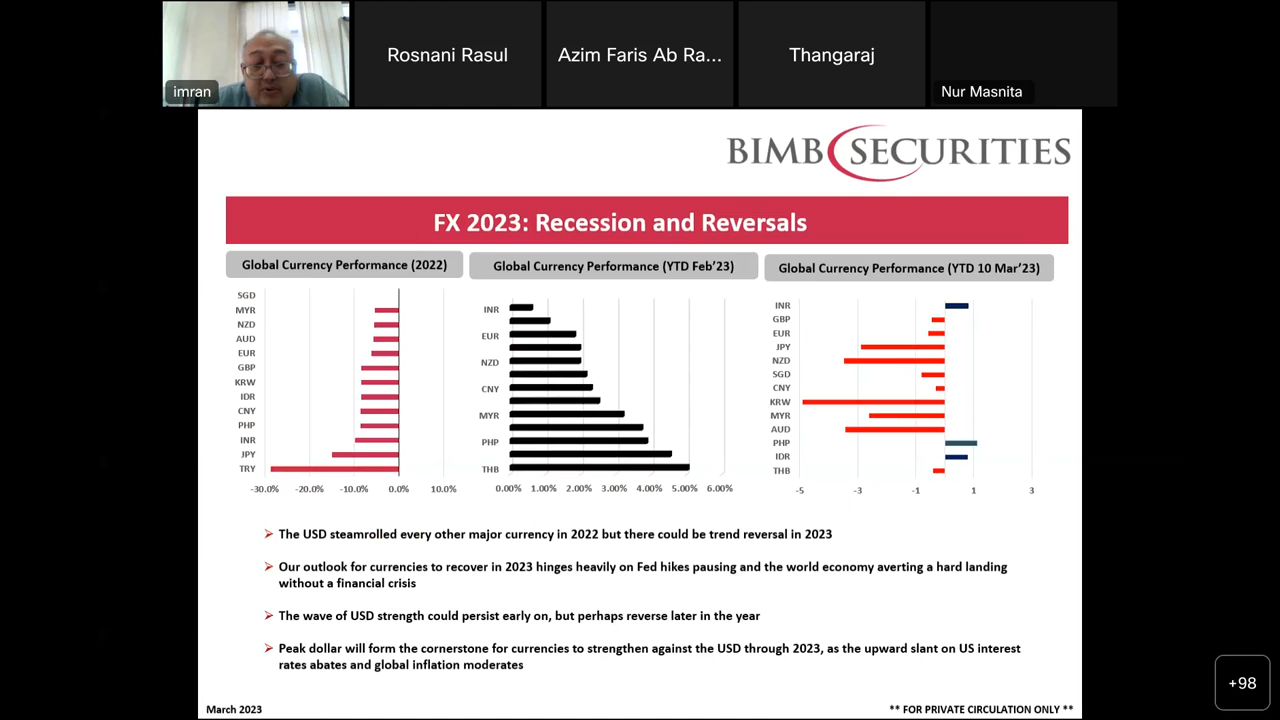 imran
Rosnani Rasul
Azim Faris Ab Ra...
Thangaraj
Nur Masnita
BIMB SECURITIES
FX 2023: Recession and Reversals
Global Currency Performance (2022)
SGD
MYR
NZD
AUD
EUR
GBP
KRW
IDR
CNY
PHP
INR
JPY
TRY
-30.0% -20.0% -10.0% 0.0% 10.0%
Global Currency Performance (YTD Feb'23)
INR
EUR
NZD
CNY
MYR
PHP
THB
0.00% 1.00% 2.00% 3.00% 4.00% 5.00% 6.00%
Global Currency Performance (YTD 10 Mar'23)
INR
GBP
EUR
JPY
NZD
SGD
CNY
KRW
MYR
AUD
PHP
IDR
THB
-5 -3 -1 1 3
The USD steamrolled every other major currency in 2022 but there could be trend reversal in 2023
Our outlook for currencies to recover in 2023 hinges heavily on Fed hikes pausing and the world economy averting a hard landing
without a financial crisis
The wave of USD strength could persist early on, but perhaps reverse later in the year
Peak dollar will form the cornerstone for currencies to strengthen against the USD through 2023, as the upward slant on US interest
rates abates and global inflation moderates
March 2023
** FOR PRIVATE CIRCULATION ONLY **
+98